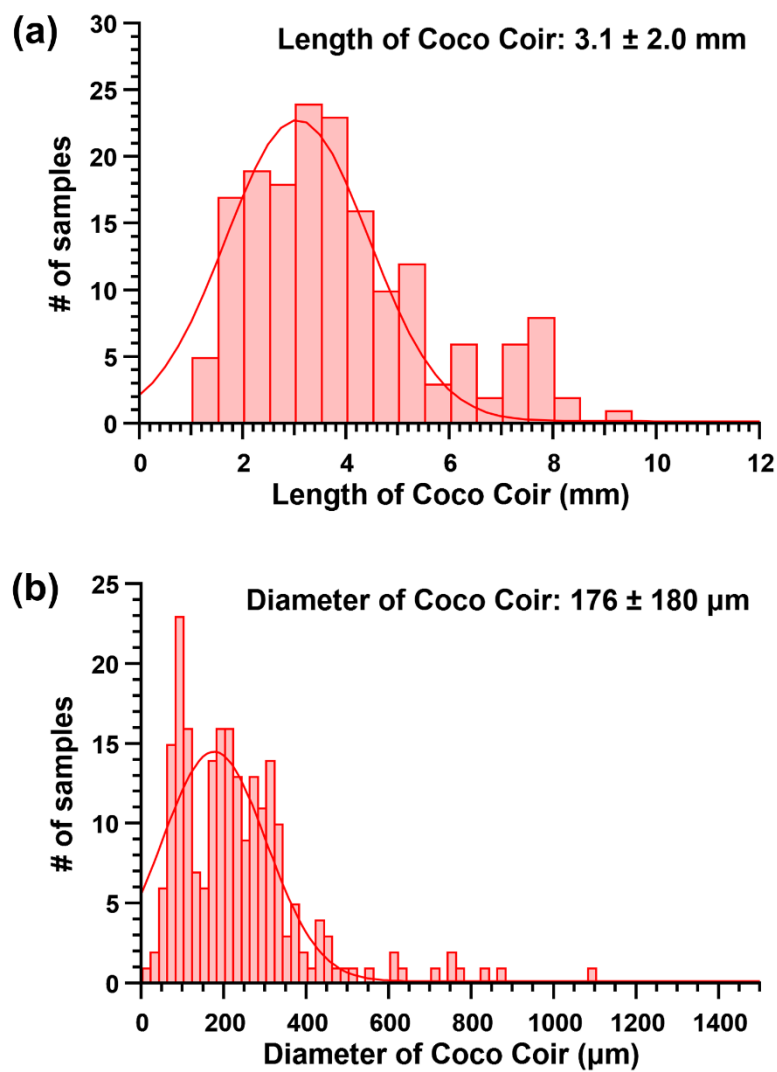 (a)
Length of Coco Coir: 3.1 ± 2.0 mm
# of samples
30
25
20
15
10
5
0
0 2 4 6 8 10 12
Length of Coco Coir (mm)
(b)
Diameter of Coco Coir: 176 ± 180 µm
# of samples
25
20
15
10
5
0
0 200 400 600 800 1000 1200 1400
Diameter of Coco Coir (µm)